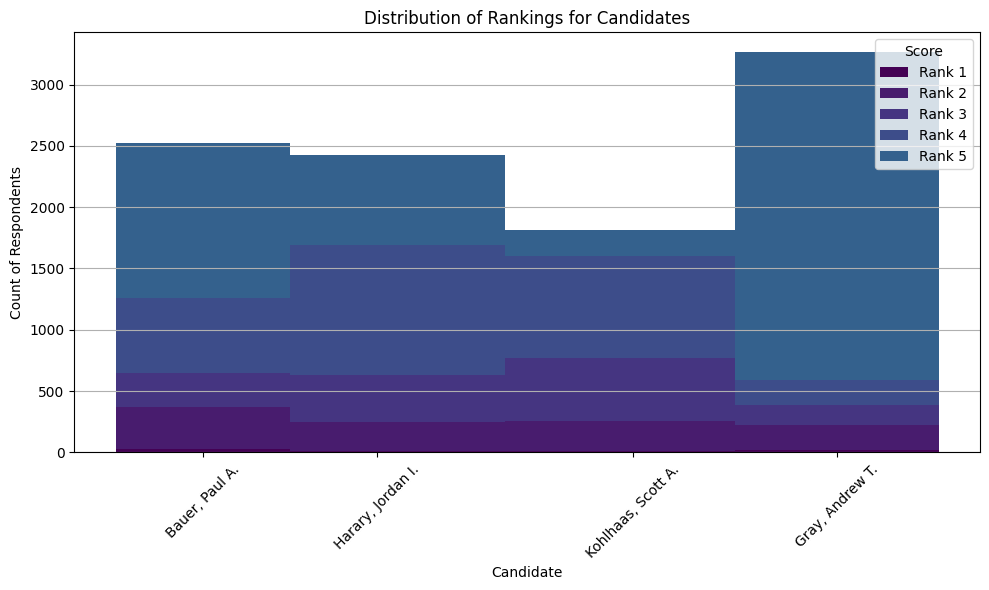 Distribution of Rankings for Candidates
Score
Rank 1
Rank 2
Rank 3
Rank 4
Rank 5
Count of Respondents
3000
2500
2000
1500
1000
500
0
Bauer, Paul A.
Harary, Jordan I.
Kohlhaas, Scott A.
Gray, Andrew T.
Candidate